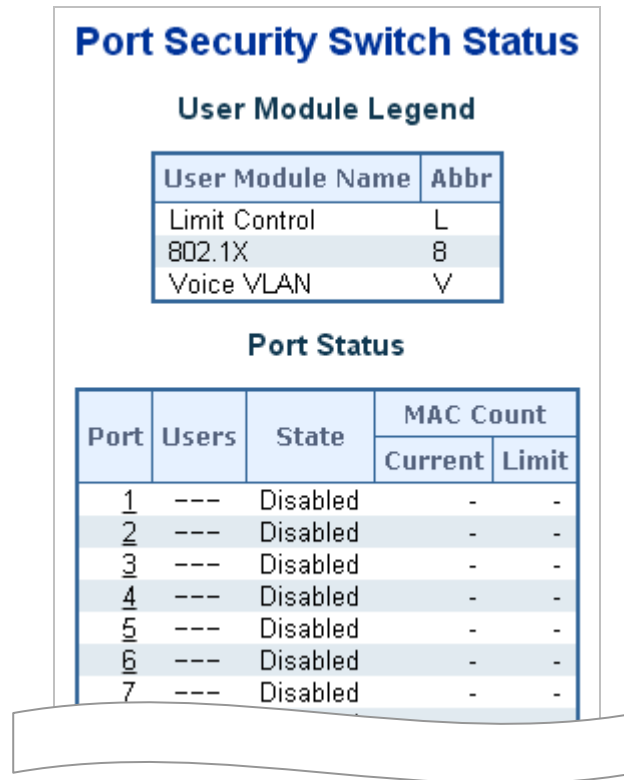 Port Security Switch Status
User Module Legend
User Module Name Abbr
Limit Control L
802.1X 8
Voice VLAN V
Port Status
Port Users State MAC Count
Current Limit
1 --- Disabled - -
2 --- Disabled - -
3 --- Disabled - -
4 --- Disabled - -
5 --- Disabled - -
6 --- Disabled - -
7 --- Disabled - -